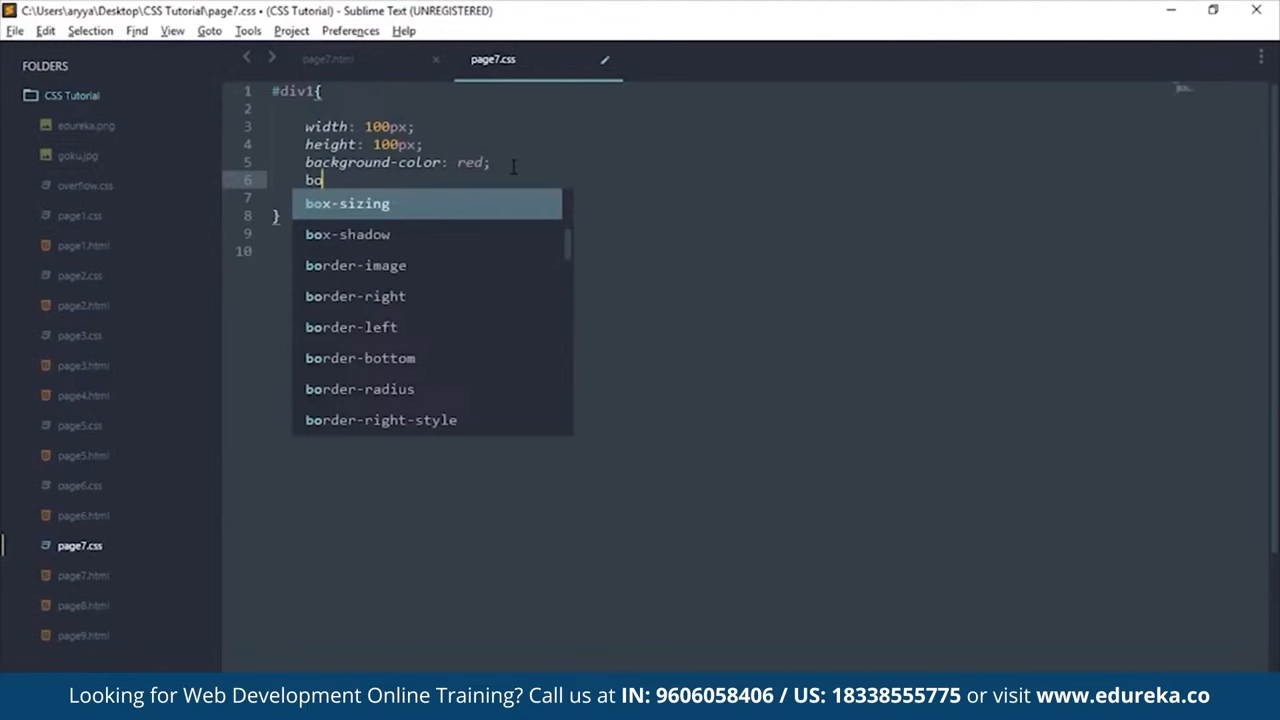 C:\Users\aryya\Desktop\CSS Tutorial\page7.css • (CSS Tutorial) - Sublime Text (UNREGISTERED)
File Edit Selection Find View Goto Tools Project Preferences Help
FOLDERS
CSS Tutorial
edureka.png
goku.jpg
overflow.css
page1.css
page1.html
page2.css
page2.html
page3.css
page3.html
page4.html
page5.css
page5.html
page6.css
page6.html
page7.css
page7.html
page8.html
page9.html
page7.html page7.css
1 #div1{
2
3 width: 100px;
4 height: 100px;
5 background-color: red;
6 bo
7
8 }
9
10
box-sizing
box-shadow
border-image
border-right
border-left
border-bottom
border-radius
border-right-style
Looking for Web Development Online Training? Call us at IN: 9606058406 / US: 18338555775 or visit www.edureka.co